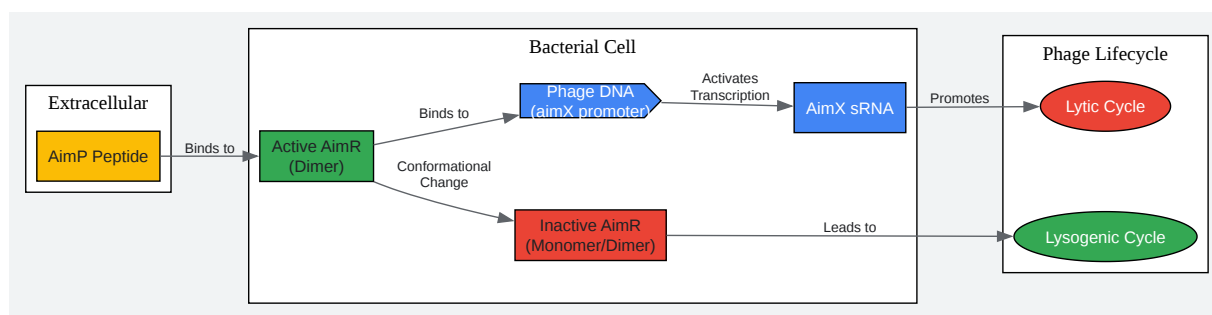 Extracellular
AimP Peptide
Binds to
Bacterial Cell
Active AimR
(Dimer)
Binds to
Conformational
Change
Phage DNA
(aimX promoter)
Activates
Transcription
AimX sRNA
Inactive AimR
(Monomer/Dimer)
Promotes
Leads to
Phage Lifecycle
Lytic Cycle
Lysogenic Cycle